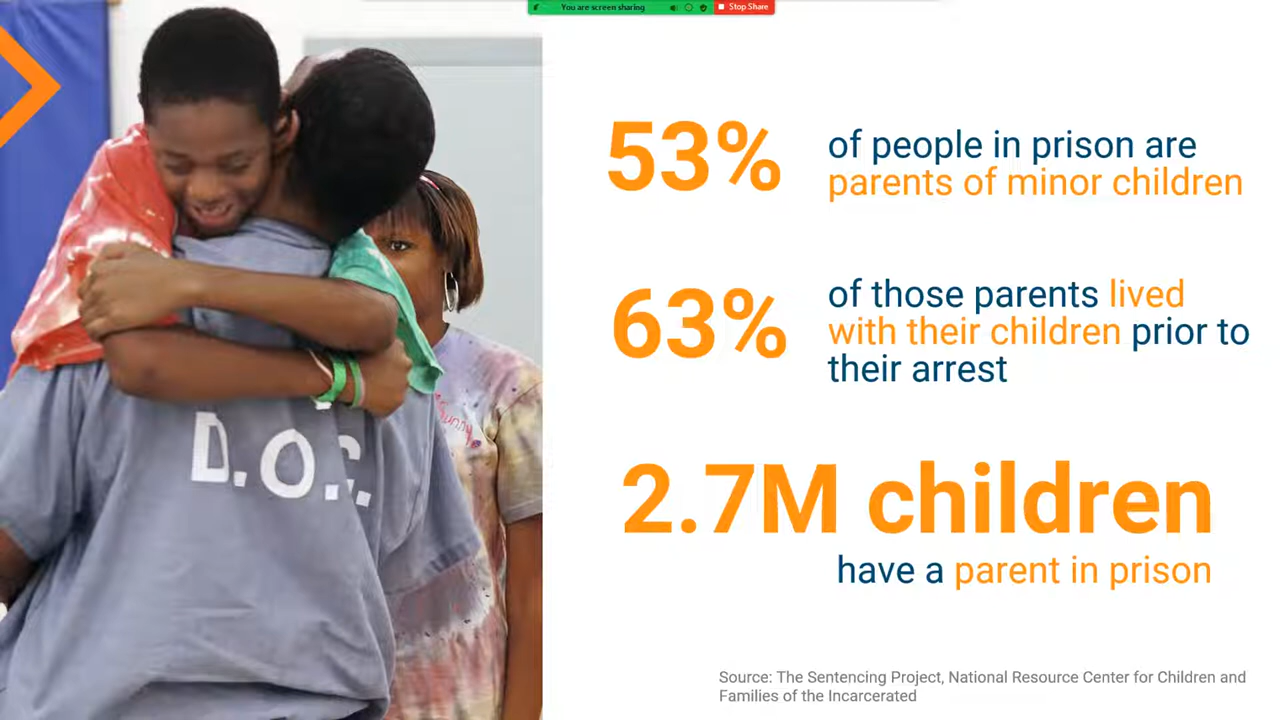 You are screen sharing
Stop Share
53%
of people in prison are
parents of minor children
63%
of those parents lived
with their children prior to
their arrest
2.7M children
have a parent in prison
Source: The Sentencing Project, National Resource Center for Children and
Families of the Incarcerated
D.O.C.